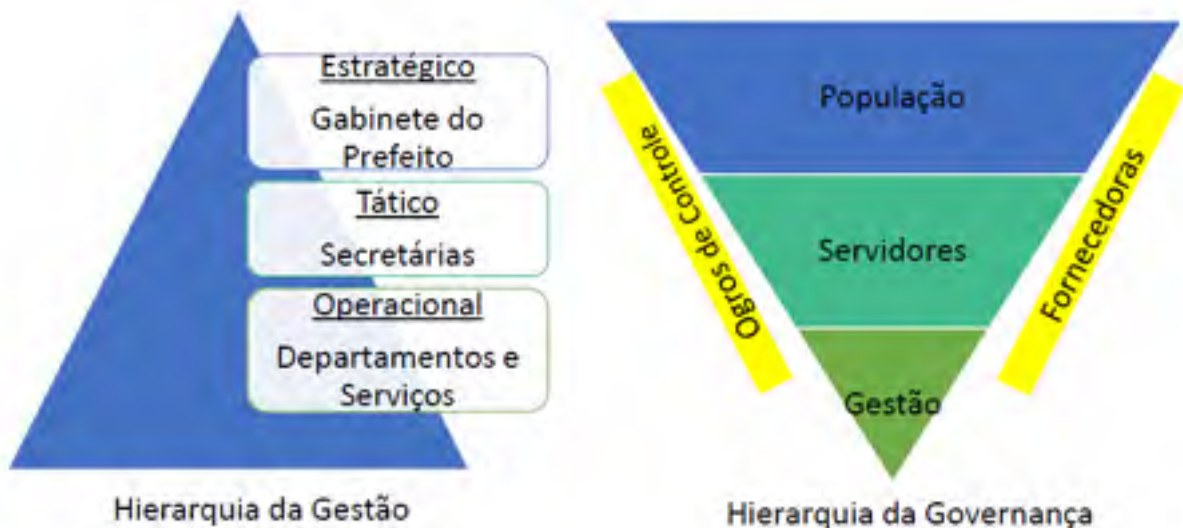 Estratégico
Gabinete do
Prefeito
Tático
Secretárias
Operacional
Departamentos e
Serviços
Hierarquia da Gestão
População
Servidores
Gestão
Ogros de Controle
Fornecedoras
Hierarquia da Governança